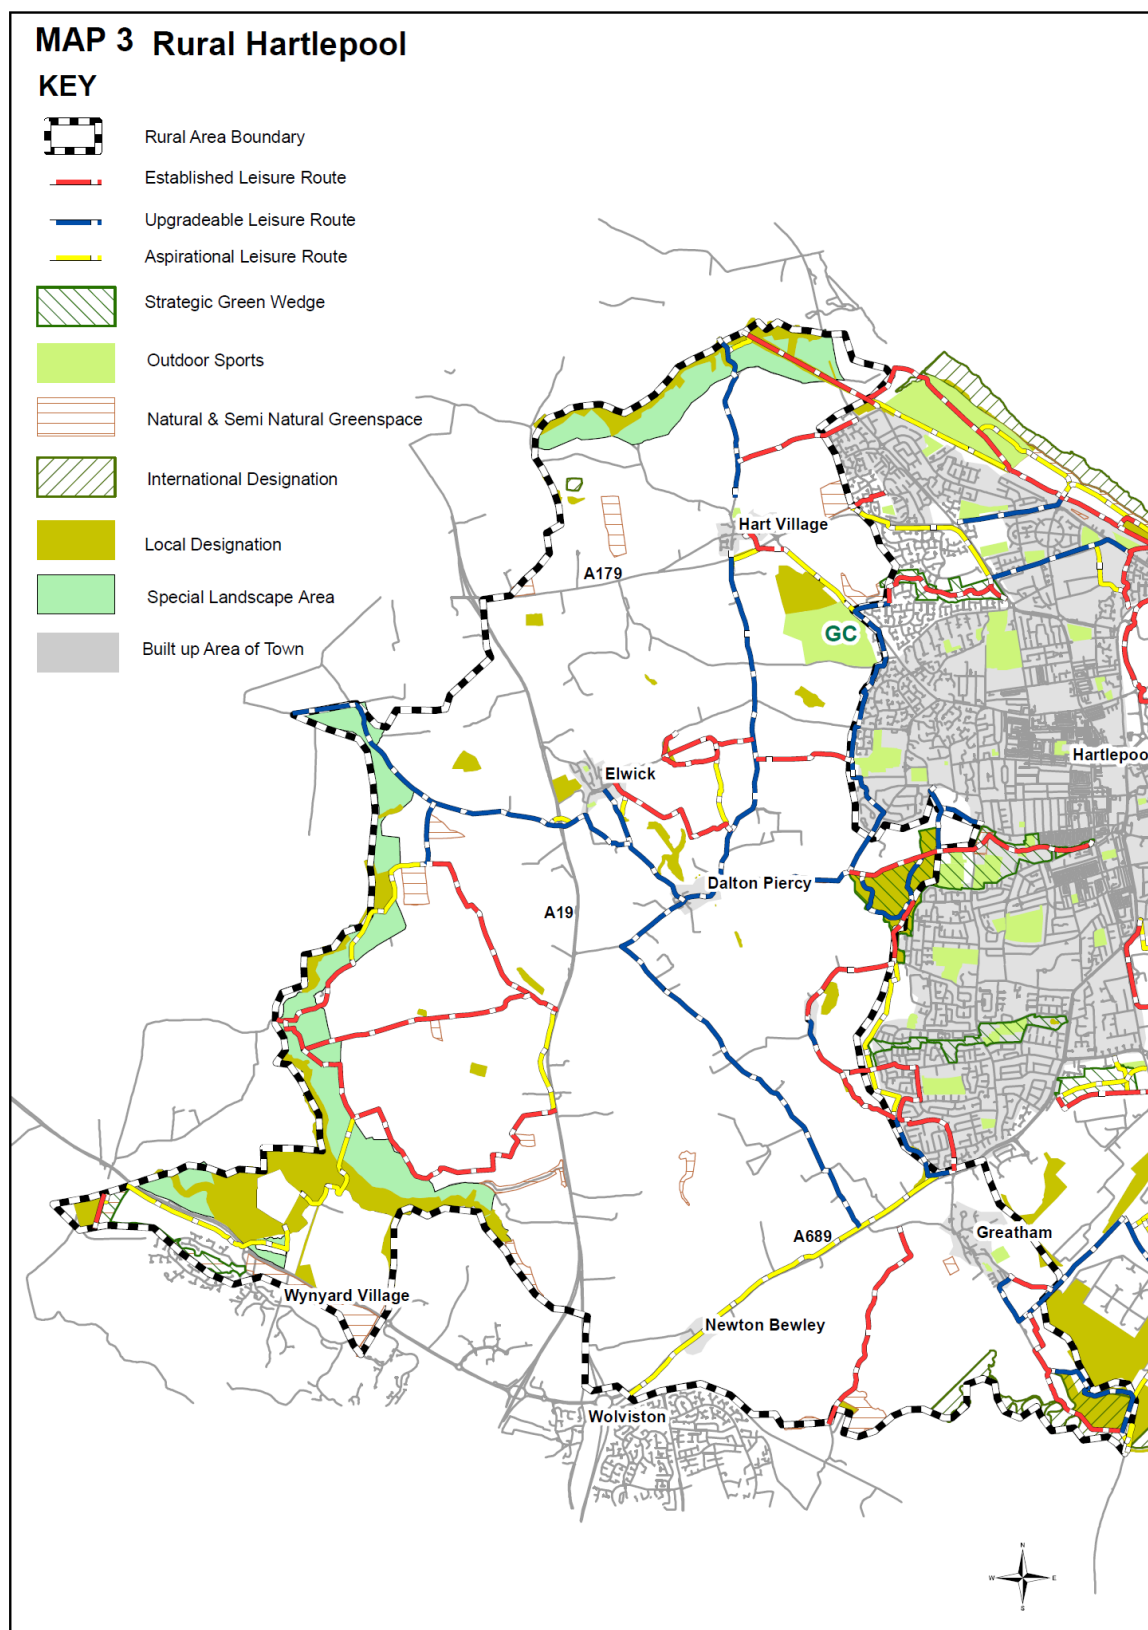 MAP 3 Rural Hartlepool
KEY
Rural Area Boundary
Established Leisure Route
Upgradeable Leisure Route
Aspirational Leisure Route
Strategic Green Wedge
Outdoor Sports
Natural & Semi Natural Greenspace
International Designation
Local Designation
Special Landscape Area
Built up Area of Town
Hart Village
A179
GC
Hartlepoo
Elwick
Dalton Piercy
A19
Greatham
A689
Wynyard Village
Newton Bewley
Wolviston
N
W E
S